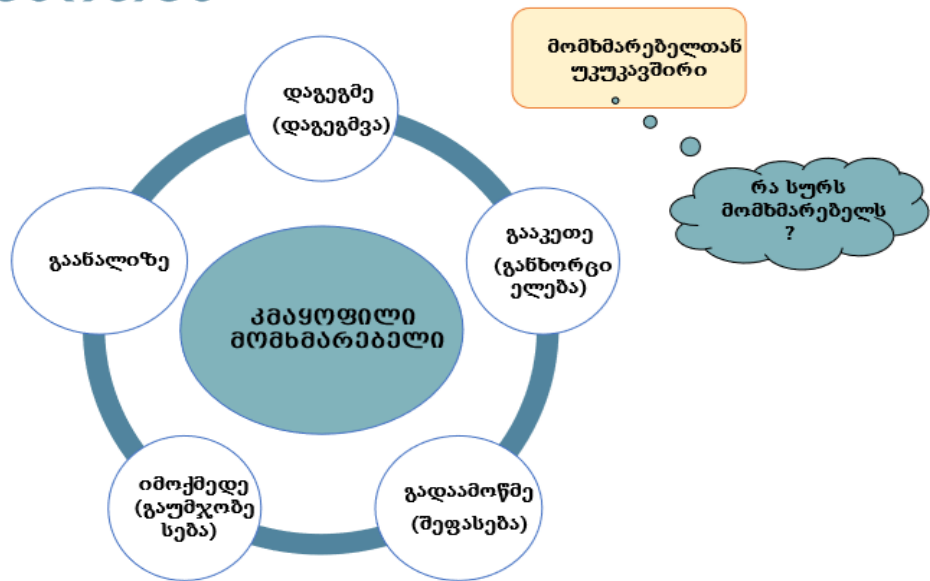 მომხმარებელთან
უკუკავშირი
დაგეგმე
(დაგეგმვა)
რა სურს
მომხმარებელს
?
გააკეთე
(განხორცი
ელება)
გაანალიზე
კმაყოფილი
მომხმარებელი
იმოქმედე
(გაუმჯობე
სება)
გადაამოწმე
(შეფასება)